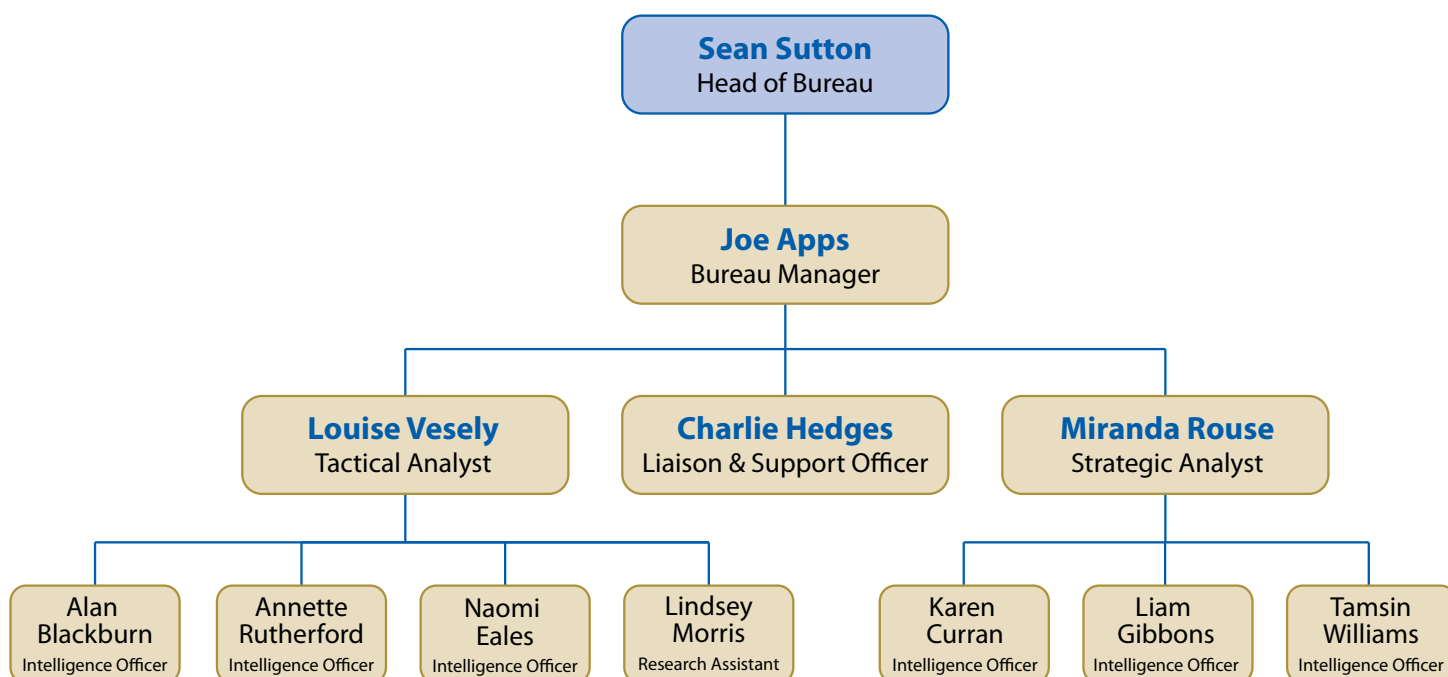 Sean Sutton
Head of Bureau
Joe Apps
Bureau Manager
Louise Vesely
Tactical Analyst
Charlie Hedges
Liaison & Support Officer
Miranda Rouse
Strategic Analyst
Alan
Blackburn
Intelligence Officer
Annette
Rutherford
Intelligence Officer
Naomi
Eales
Intelligence Officer
Lindsey
Morris
Research Assistant
Karen
Curran
Intelligence Officer
Liam
Gibbons
Intelligence Officer
Tamsin
Williams
Intelligence Officer